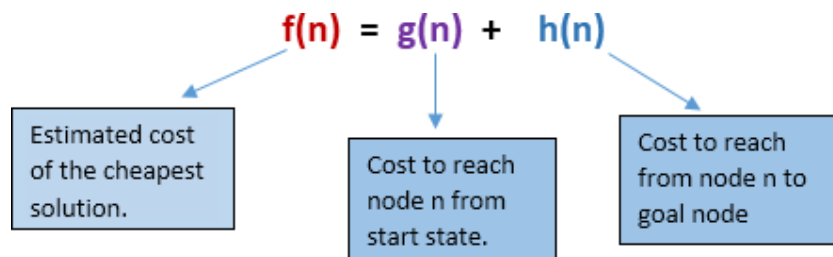 f(n) = g(n) + h(n)
Estimated cost
of the cheapest
solution.
Cost to reach
node n from
start state.
Cost to reach
from node n to
goal node